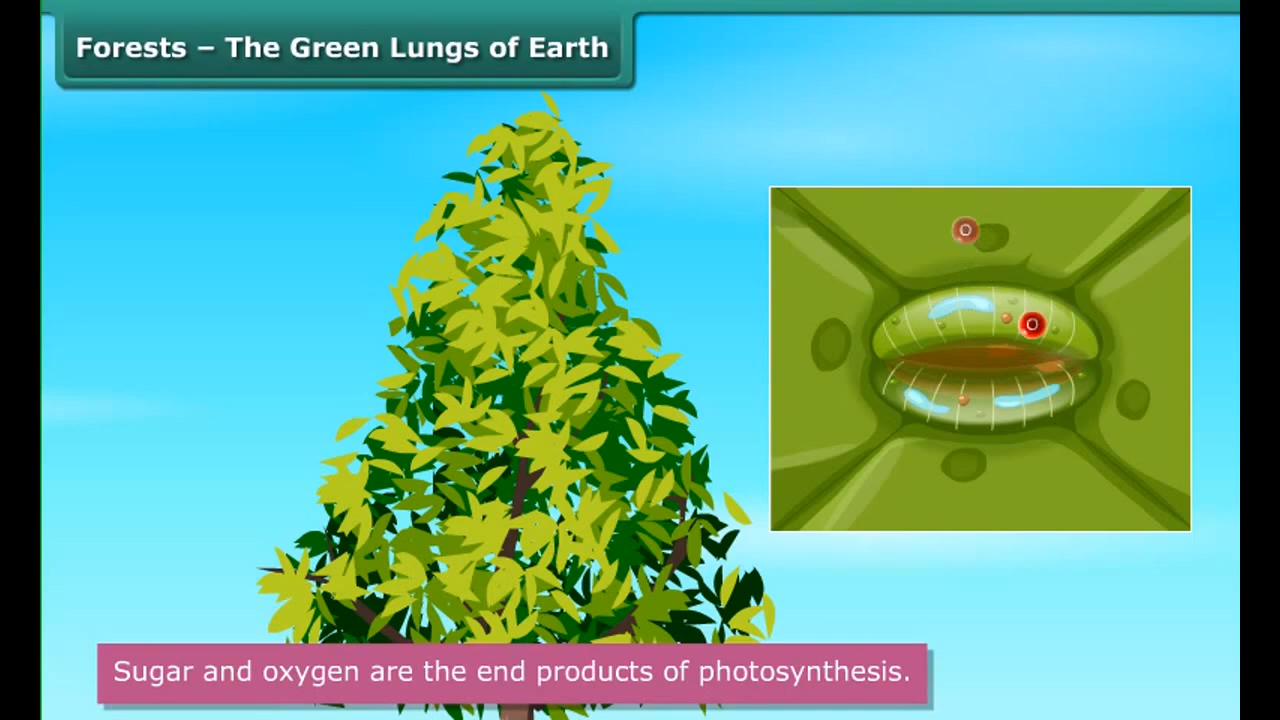 Forests – The Green Lungs of Earth
O
O
Sugar and oxygen are the end products of photosynthesis.